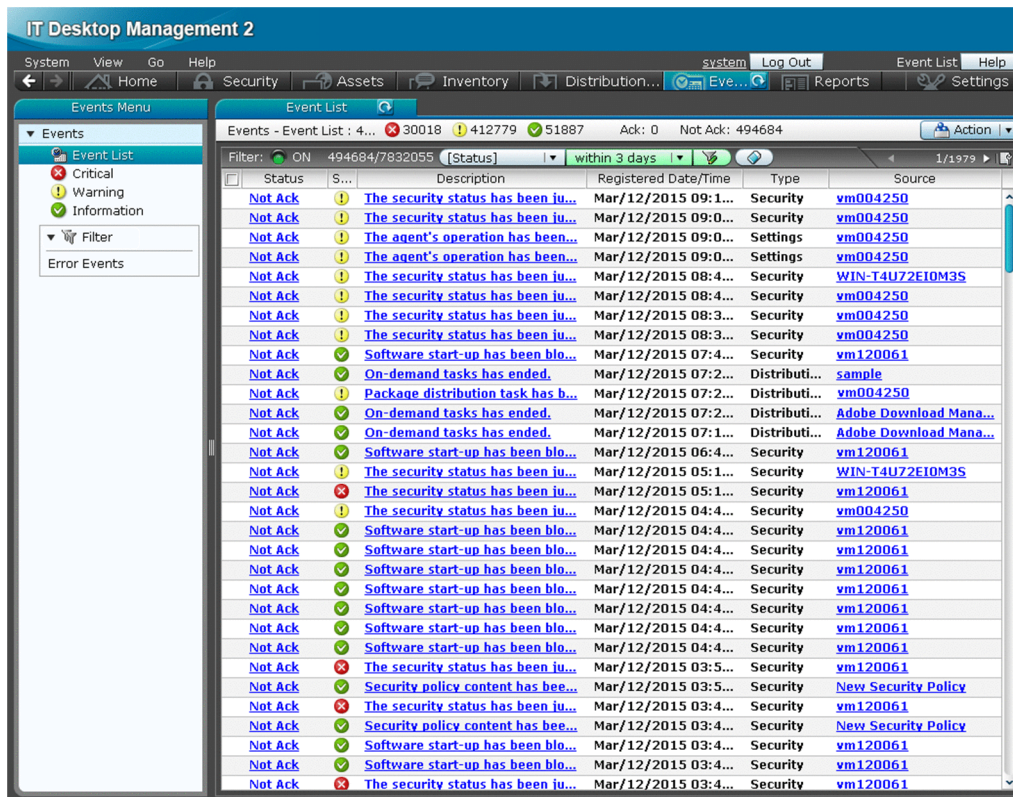 IT Desktop Management 2
System View Go Help system Log Out Event List Help
Home Security Assets Inventory Distribution... Eve... Reports Settings
Events Menu Event List
Events Events - Event List : 4... 30018 412779 51887 Ack: 0 Not Ack: 494684 Action
Event List Filter: ON 494684/7832055 [Status] within 3 days 1/1979
Critical
Warning
Information
Filter
Error Events
Status S... Description Registered Date/Time Type Source
Not Ack The security status has been ju... Mar/12/2015 09:1... Security vm004250
Not Ack The security status has been ju... Mar/12/2015 09:0... Security vm004250
Not Ack The agent's operation has been... Mar/12/2015 09:0... Settings vm004250
Not Ack The agent's operation has been... Mar/12/2015 09:0... Settings vm004250
Not Ack The security status has been ju... Mar/12/2015 08:4... Security WIN-T4U72EI0M3S
Not Ack The security status has been ju... Mar/12/2015 08:4... Security vm004250
Not Ack The security status has been ju... Mar/12/2015 08:3... Security vm004250
Not Ack The security status has been ju... Mar/12/2015 08:3... Security vm004250
Not Ack Software start-up has been blo... Mar/12/2015 07:4... Security vm120061
Not Ack On-demand tasks has ended. Mar/12/2015 07:2... Distributi... sample
Not Ack Package distribution task has b... Mar/12/2015 07:2... Distributi... vm004250
Not Ack On-demand tasks has ended. Mar/12/2015 07:2... Distributi... Adobe Download Mana...
Not Ack On-demand tasks has ended. Mar/12/2015 07:1... Distributi... Adobe Download Mana...
Not Ack Software start-up has been blo... Mar/12/2015 06:4... Security vm120061
Not Ack The security status has been ju... Mar/12/2015 05:1... Security WIN-T4U72EI0M3S
Not Ack The security status has been ju... Mar/12/2015 05:1... Security vm120061
Not Ack The security status has been ju... Mar/12/2015 04:4... Security vm004250
Not Ack Software start-up has been blo... Mar/12/2015 04:4... Security vm120061
Not Ack Software start-up has been blo... Mar/12/2015 04:4... Security vm120061
Not Ack Software start-up has been blo... Mar/12/2015 04:4... Security vm120061
Not Ack Software start-up has been blo... Mar/12/2015 04:4... Security vm120061
Not Ack Software start-up has been blo... Mar/12/2015 04:4... Security vm120061
Not Ack Software start-up has been blo... Mar/12/2015 04:4... Security vm120061
Not Ack Software start-up has been blo... Mar/12/2015 04:4... Security vm120061
Not Ack The security status has been ju... Mar/12/2015 03:5... Security vm120061
Not Ack Security policy content has bee... Mar/12/2015 03:5... Security New Security Policy
Not Ack The security status has been ju... Mar/12/2015 03:4... Security vm120061
Not Ack Security policy content has bee... Mar/12/2015 03:4... Security New Security Policy
Not Ack Software start-up has been blo... Mar/12/2015 03:4... Security vm120061
Not Ack Software start-up has been blo... Mar/12/2015 03:4... Security vm120061
Not Ack The security status has been ju... Mar/12/2015 03:4... Security vm120061